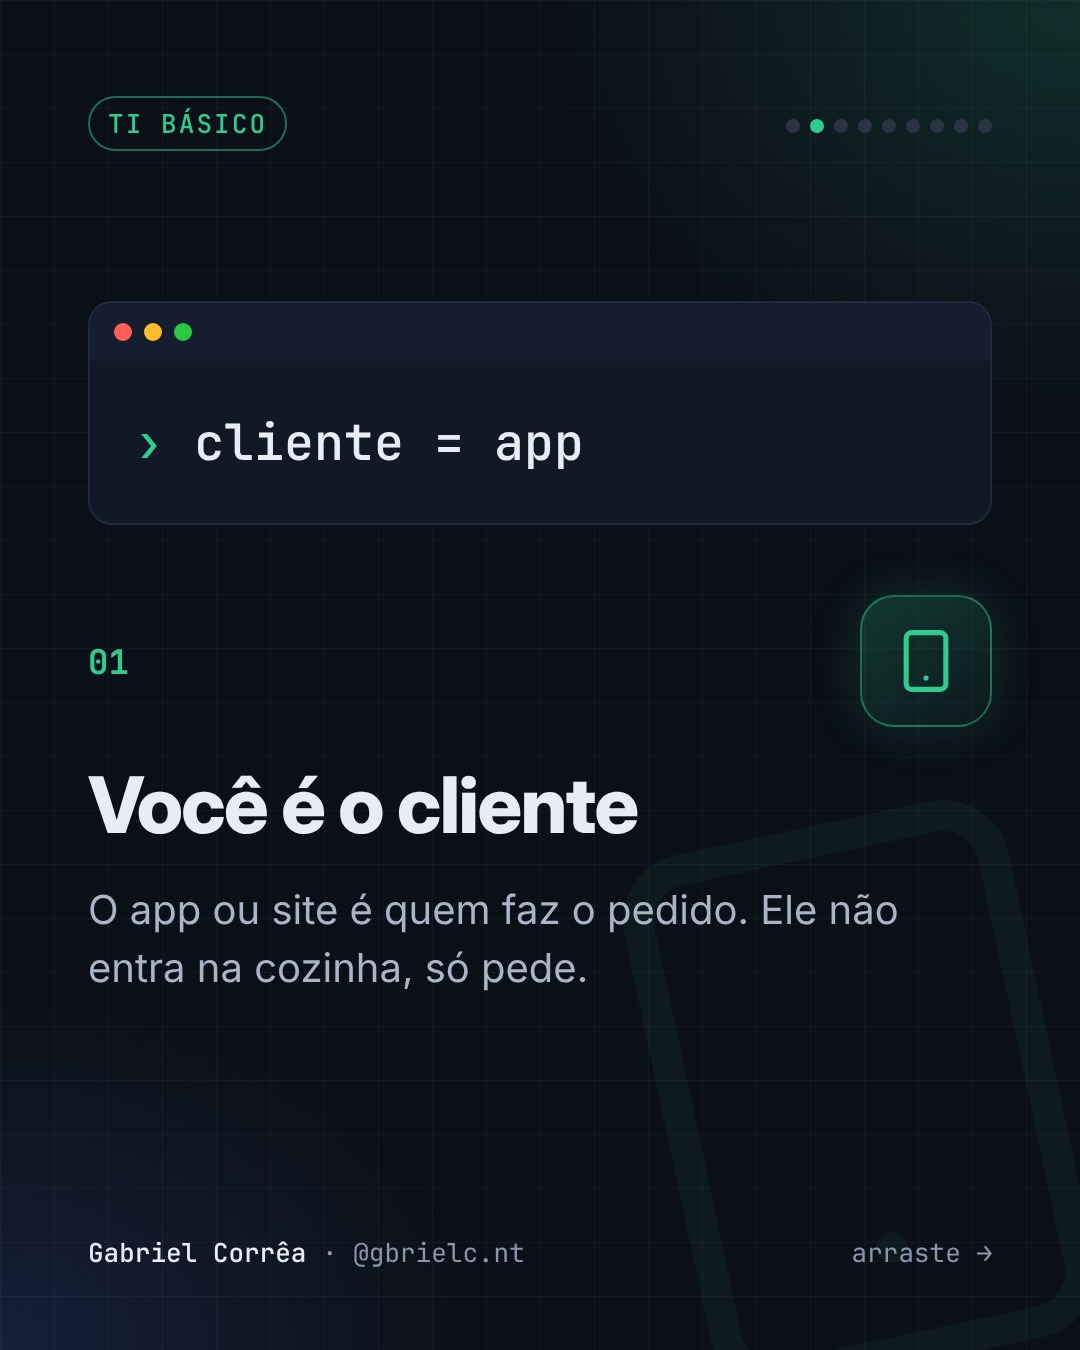 TI BÁSICO
› cliente = app
01
Você é o cliente
O app ou site é quem faz o pedido. Ele não
entra na cozinha, só pede.
Gabriel Corrêa · @gbrielc.nt
arraste →